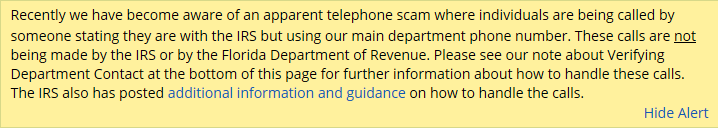 Recently we have become aware of an apparent telephone scam where individuals are being called by
someone stating they are with the IRS but using our main department phone number. These calls are not
being made by the IRS or by the Florida Department of Revenue. Please see our note about Verifying
Department Contact at the bottom of this page for further information about how to handle these calls.
The IRS also has posted additional information and guidance on how to handle the calls.
Hide Alert